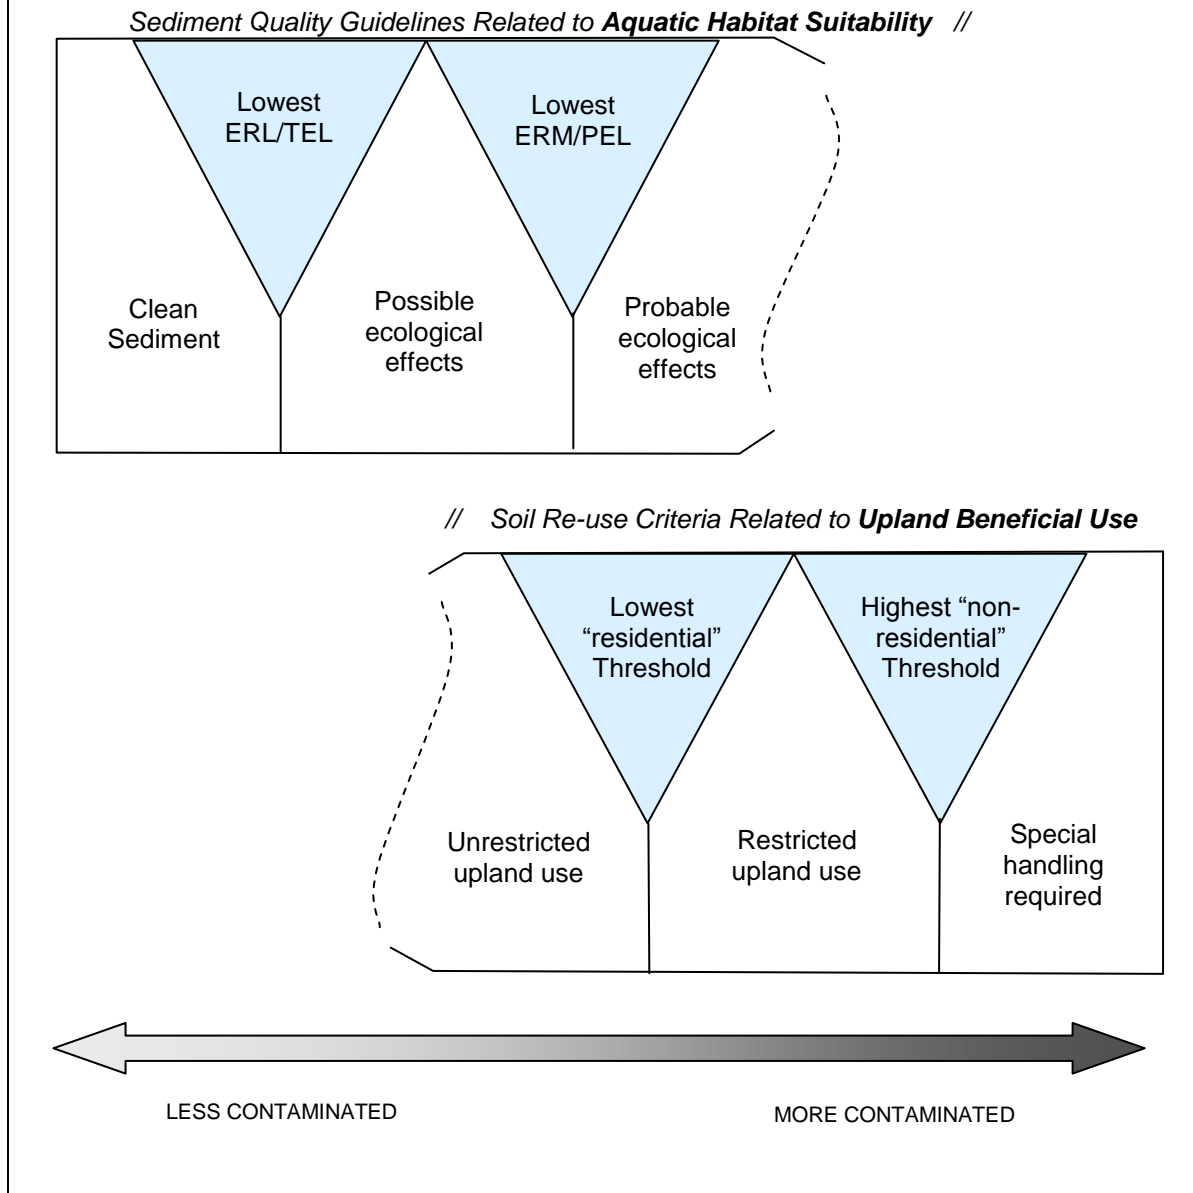 Sediment Quality Guidelines Related to Aquatic Habitat Suitability //
Lowest
ERL/TEL
Lowest
ERM/PEL
Clean
Sediment
Possible
ecological
effects
Probable
ecological
effects
// Soil Re-use Criteria Related to Upland Beneficial Use
Lowest
“residential”
Threshold
Highest “non-
residential”
Threshold
Unrestricted
upland use
Restricted
upland use
Special
handling
required
LESS CONTAMINATED
MORE CONTAMINATED